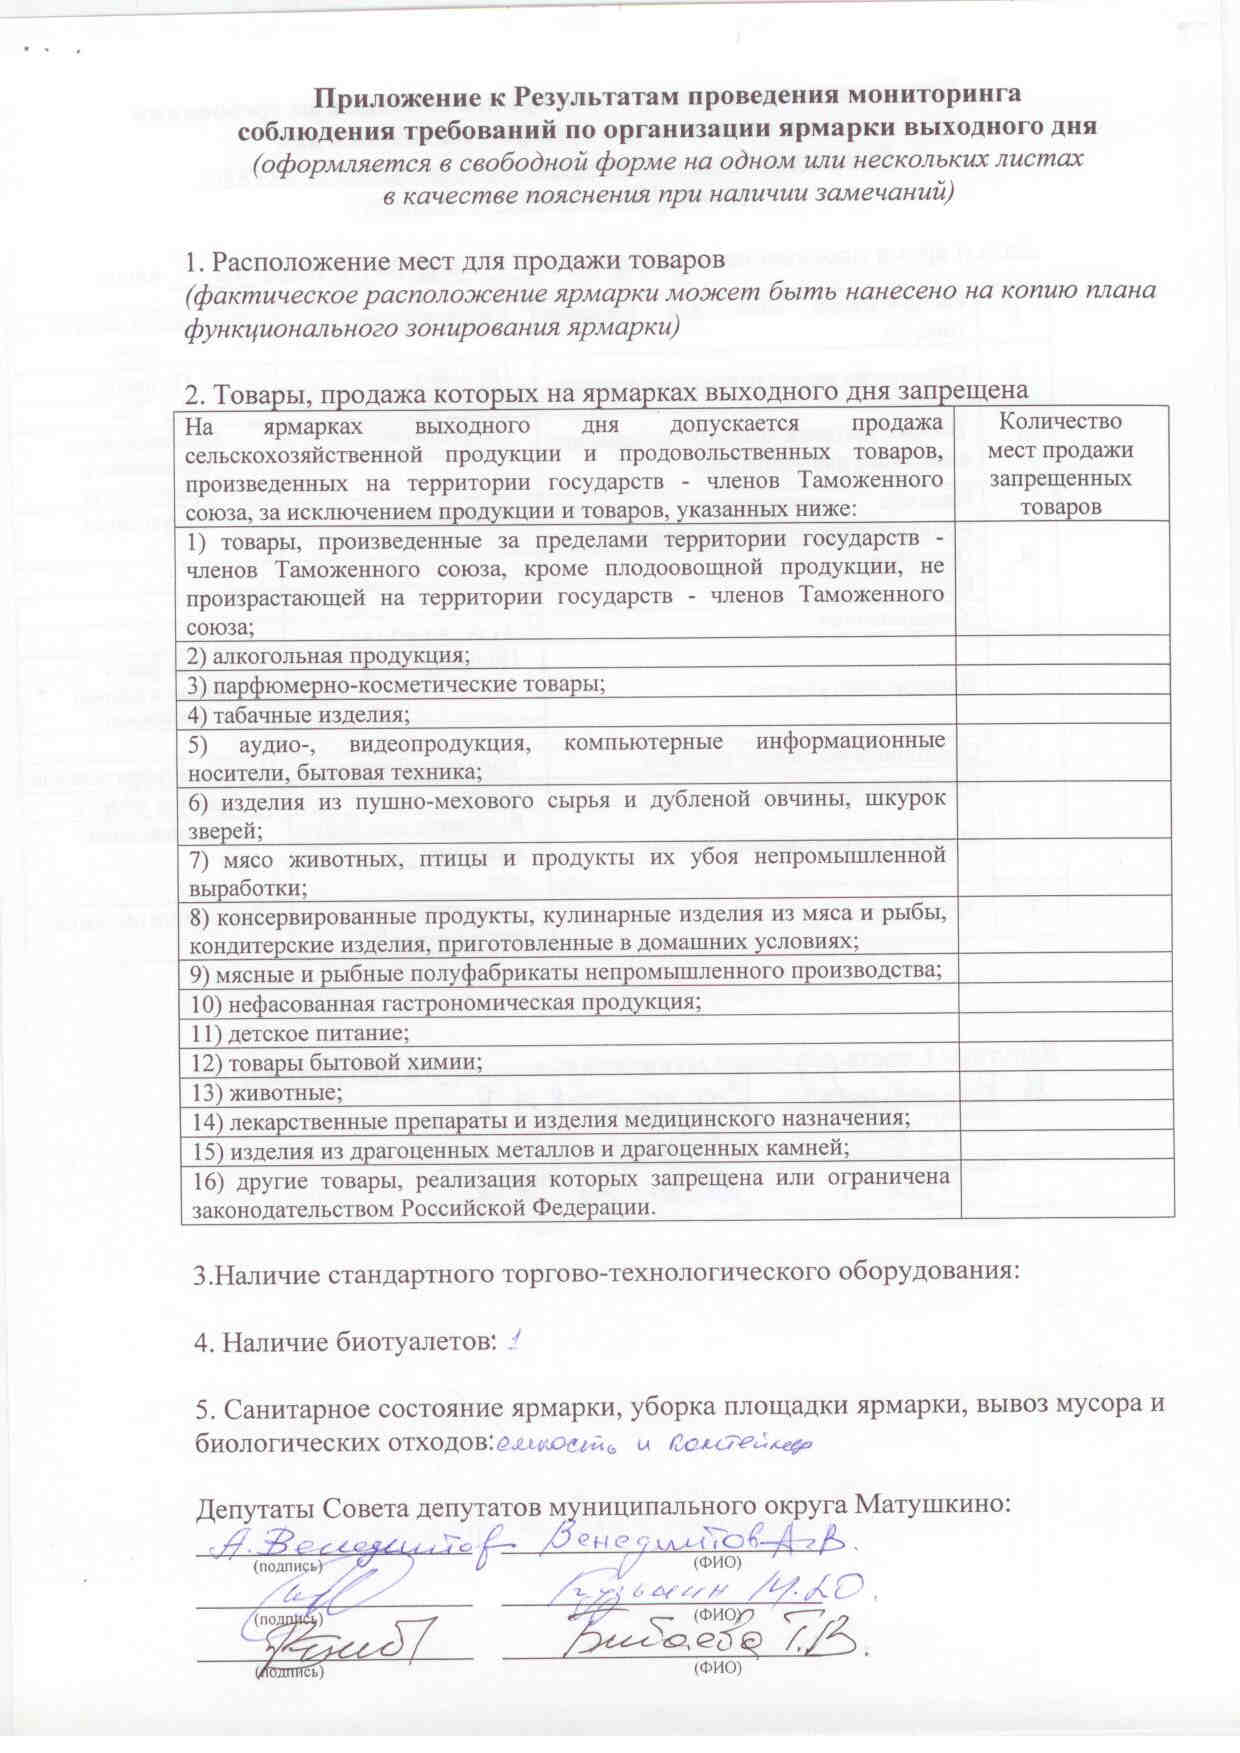 Приложение к Результатам проведения мониторинга
соблюдения требований по организации ярмарки выходного дня
(оформляется в свободной форме на одном или нескольких листах
в качестве пояснения при наличии замечаний)
1. Расположение мест для продажи товаров
(фактическое расположение ярмарки может быть нанесено на копию плана
функционального зонирования ярмарки)
2. Товары, продажа которых на ярмарках выходного дня запрещена
На ярмарках выходного дня допускается продажа
сельскохозяйственной продукции и продовольственных товаров,
произведенных на территории государств - членов Таможенного
союза, за исключением продукции и товаров, указанных ниже:
Количество
мест продажи
запрещенных
товаров
1) товары, произведенные за пределами территории государств -
членов Таможенного союза, кроме плодоовощной продукции, не
произрастающей на территории государств - членов Таможенного
союза;
2) алкогольная продукция;
3) парфюмерно-косметические товары;
4) табачные изделия;
5) аудио-, видеопродукция, компьютерные информационные
носители, бытовая техника;
6) изделия из пушно-мехового сырья и дубленой овчины, шкурок
зверей;
7) мясо животных, птицы и продукты их убоя непромышленной
выработки;
8) консервированные продукты, кулинарные изделия из мяса и рыбы,
кондитерские изделия, приготовленные в домашних условиях;
9) мясные и рыбные полуфабрикаты непромышленного производства;
10) нефасованная гастрономическая продукция;
11) детское питание;
12) товары бытовой химии;
13) животные;
14) лекарственные препараты и изделия медицинского назначения;
15) изделия из драгоценных металлов и драгоценных камней;
16) другие товары, реализация которых запрещена или ограничена
законодательством Российской Федерации.
3.Наличие стандартного торгово-технологического оборудования:
4. Наличие биотуалетов: 1
5. Санитарное состояние ярмарки, уборка площадки ярмарки, вывоз мусора и
биологических отходов: емкость и контейнер
Депутаты Совета депутатов муниципального округа Матушкино:
А. Венедиктов Венедиктов А.В.
(подпись) (ФИО)
Кузьмин М.Ю.
(подпись) (ФИО)
Бибаева Т.В.
(подпись) (ФИО)